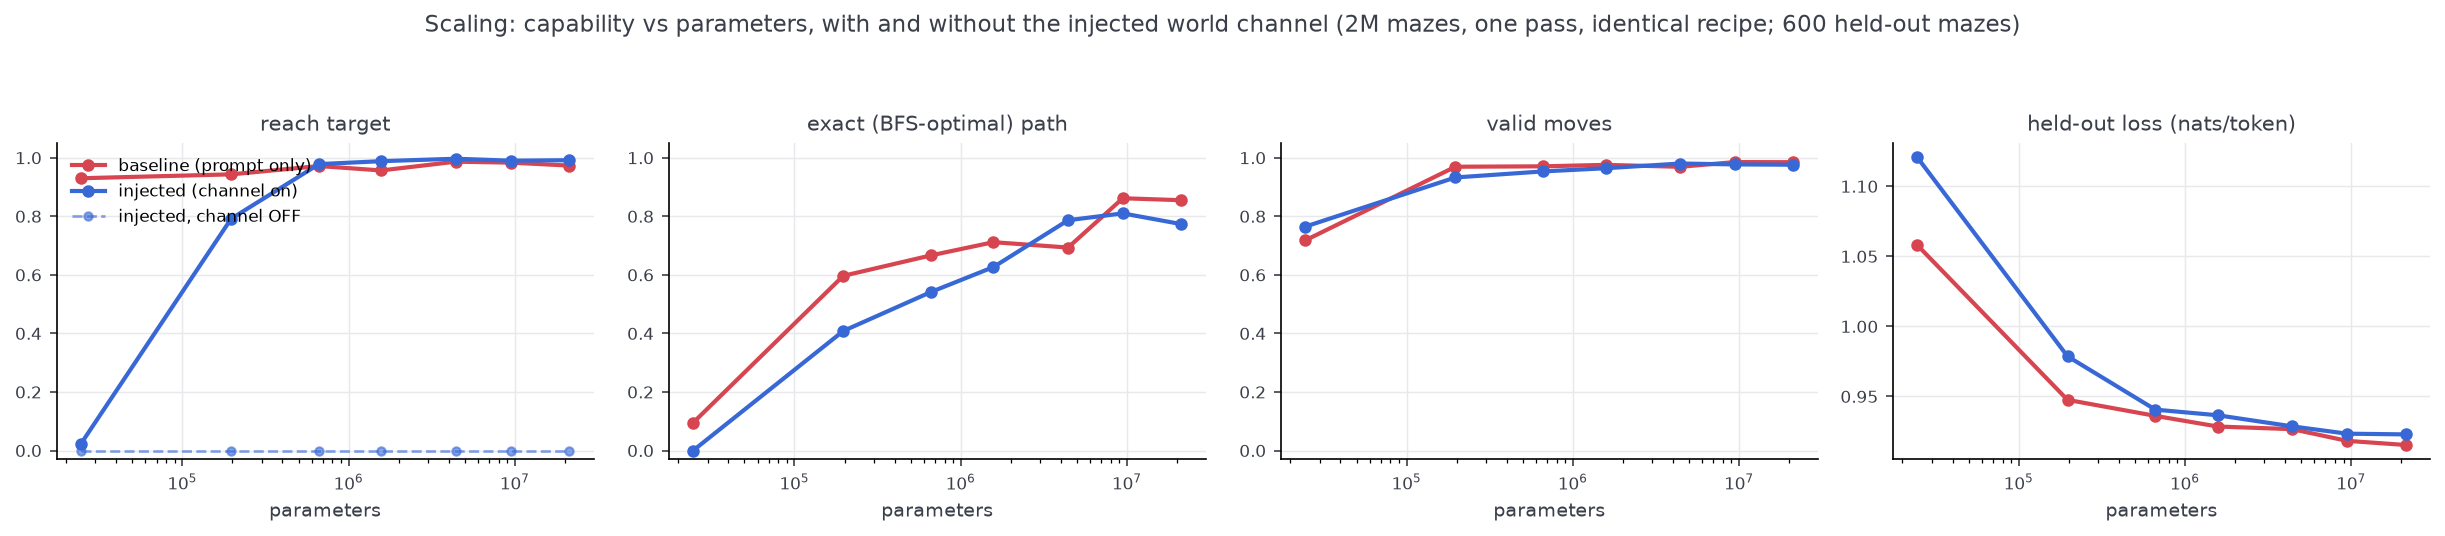 Scaling: capability vs parameters, with and without the injected world channel (2M mazes, one pass, identical recipe; 600 held-out mazes)
reach target
1.0
0.8
0.6
0.4
0.2
0.0
baseline (prompt only)
injected (channel on)
injected, channel OFF
10⁵
10⁶
10⁷
parameters
exact (BFS-optimal) path
1.0
0.8
0.6
0.4
0.2
0.0
10⁵
10⁶
10⁷
parameters
valid moves
1.0
0.8
0.6
0.4
0.2
0.0
10⁵
10⁶
10⁷
parameters
held-out loss (nats/token)
1.10
1.05
1.00
0.95
10⁵
10⁶
10⁷
parameters